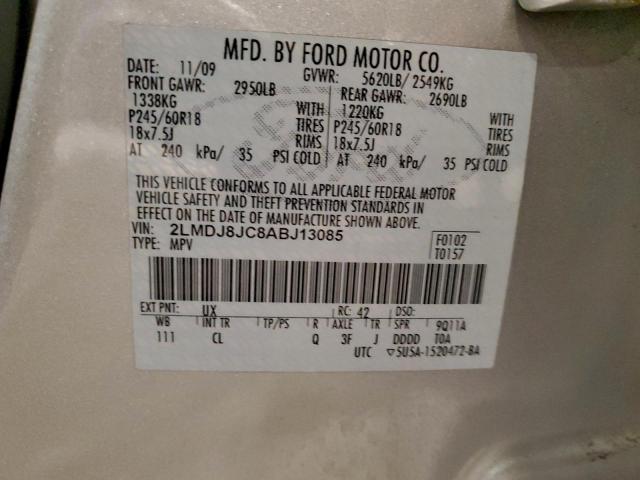 MFD. BY FORD MOTOR CO.
DATE: 11/09 GVWR: 5620LB/ 2549KG
FRONT GAWR: 2950LB REAR GAWR: 2690LB
1338KG WITH 1220KG WITH
P245/60R18 TIRES P245/60R18 TIRES
18x7.5J RIMS 18x7.5J RIMS
AT 240 kPa/ 35 PSI COLD AT 240 kPa/ 35 PSI COLD
THIS VEHICLE CONFORMS TO ALL APPLICABLE FEDERAL MOTOR
VEHICLE SAFETY AND THEFT PREVENTION STANDARDS IN
EFFECT ON THE DATE OF MANUFACTURE SHOWN ABOVE.
VIN: 2LMDJ8JC8ABJ13085 F0102
TYPE: MPV T0157
EXT PNT: UX RC: 42 DSO:
WB INT TR TP/PS R AXLE TR SPR 9Q11A
111 CL Q 3F J DDDD T0A
UTC ▽5U5A-1520472-BA